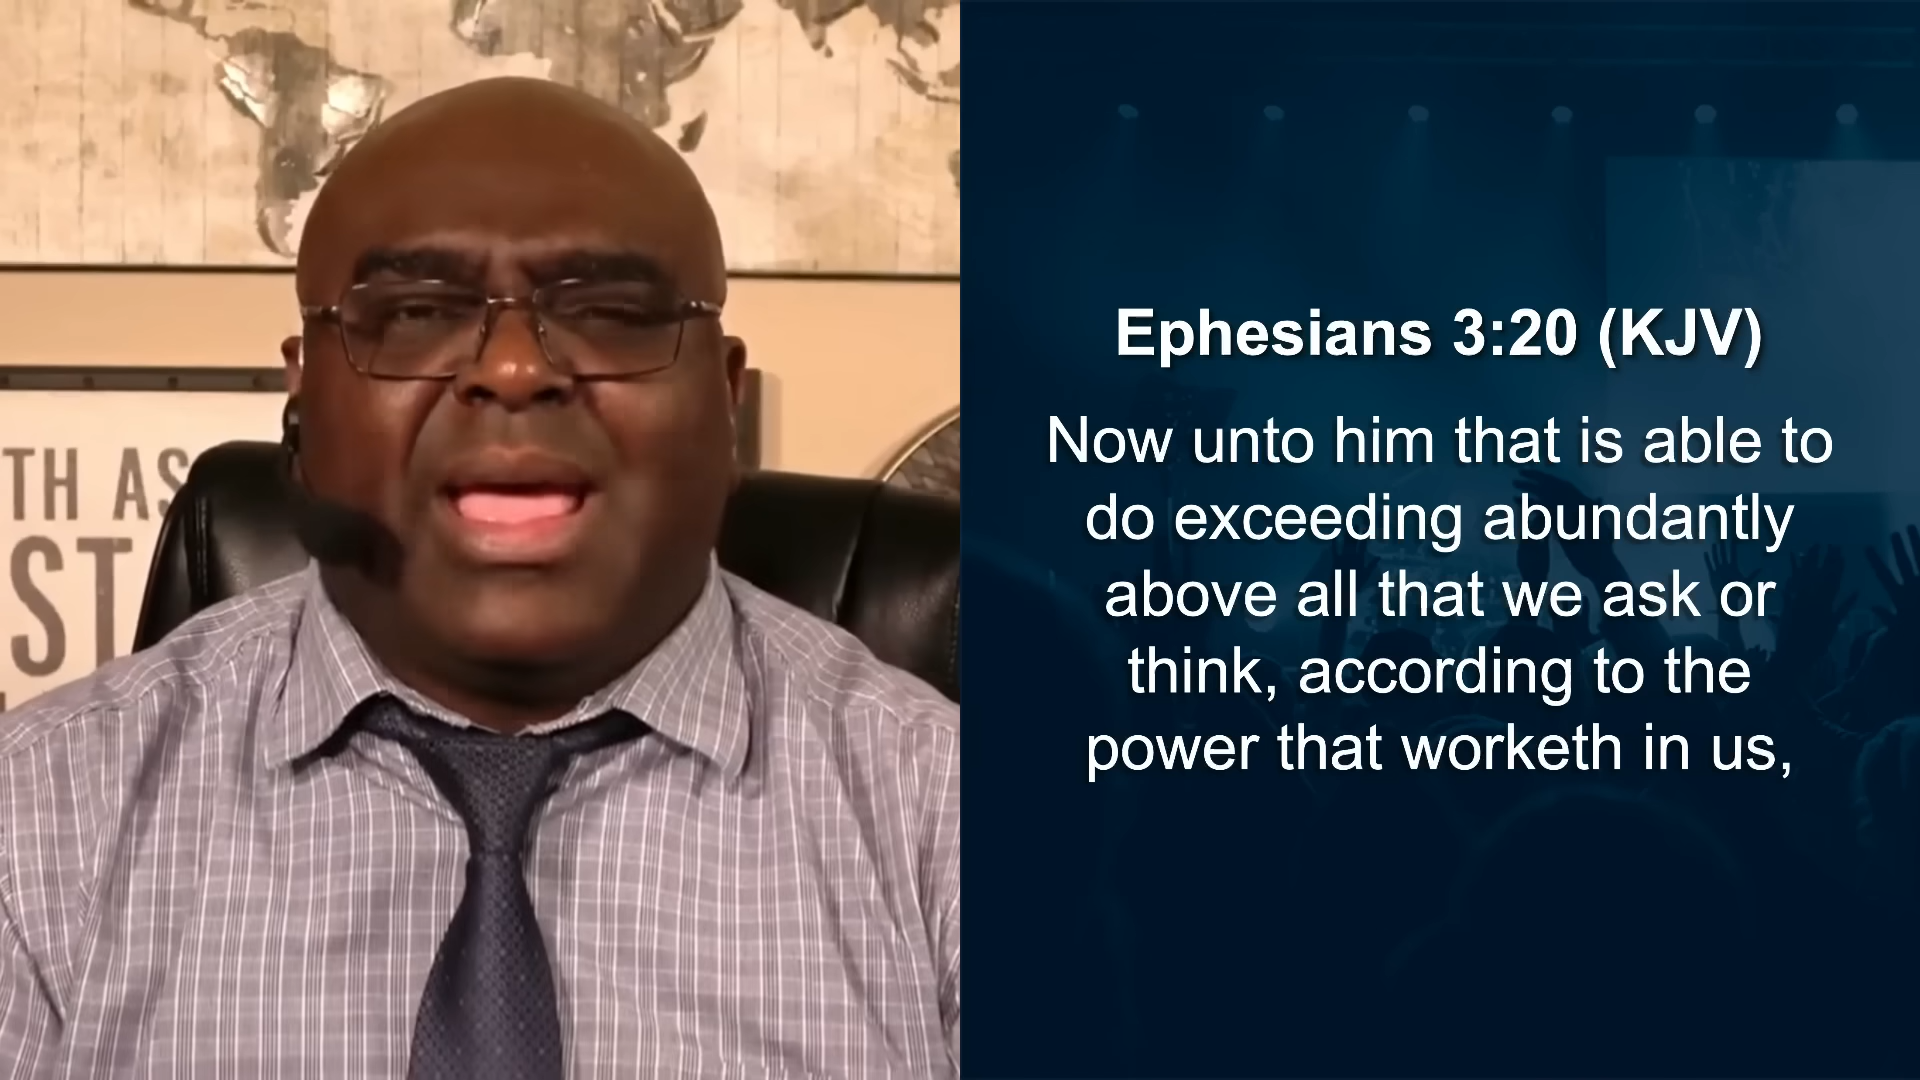 TH AS
ST
Ephesians 3:20 (KJV)
Now unto him that is able to
do exceeding abundantly
above all that we ask or
think, according to the
power that worketh in us,